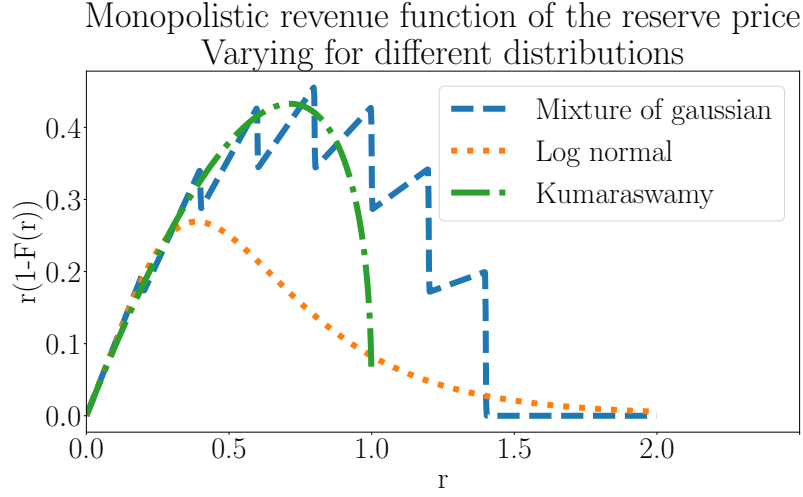 Monopolistic revenue function of the reserve price
Varying for different distributions
r(1-F(r))
0.4
0.3
0.2
0.1
0.0
Mixture of gaussian
Log normal
Kumaraswamy
0.0 0.5 1.0 1.5 2.0
r